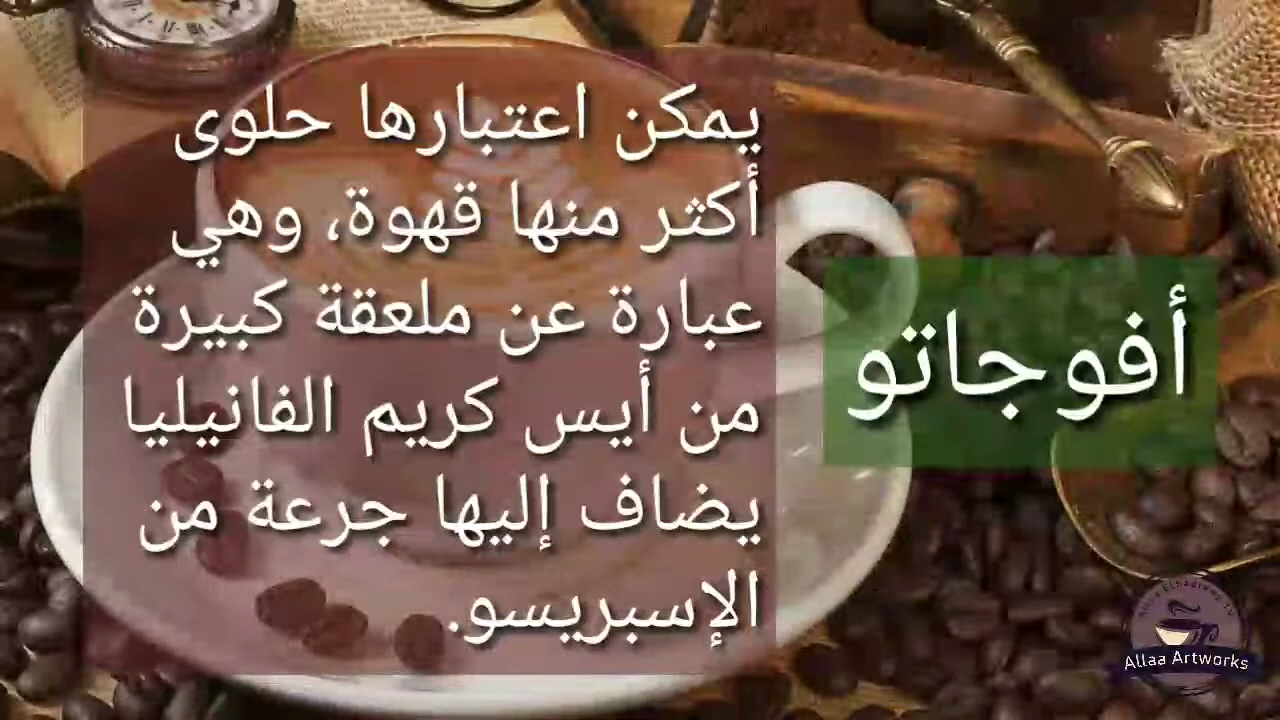 أفوجاتو
يمكن اعتبارها حلوى
أكثر منها قهوة، وهي
عبارة عن ملعقة كبيرة
من أيس كريم الفانيليا
يضاف إليها جرعة من
الإسبريسو.
Allaa Artworks